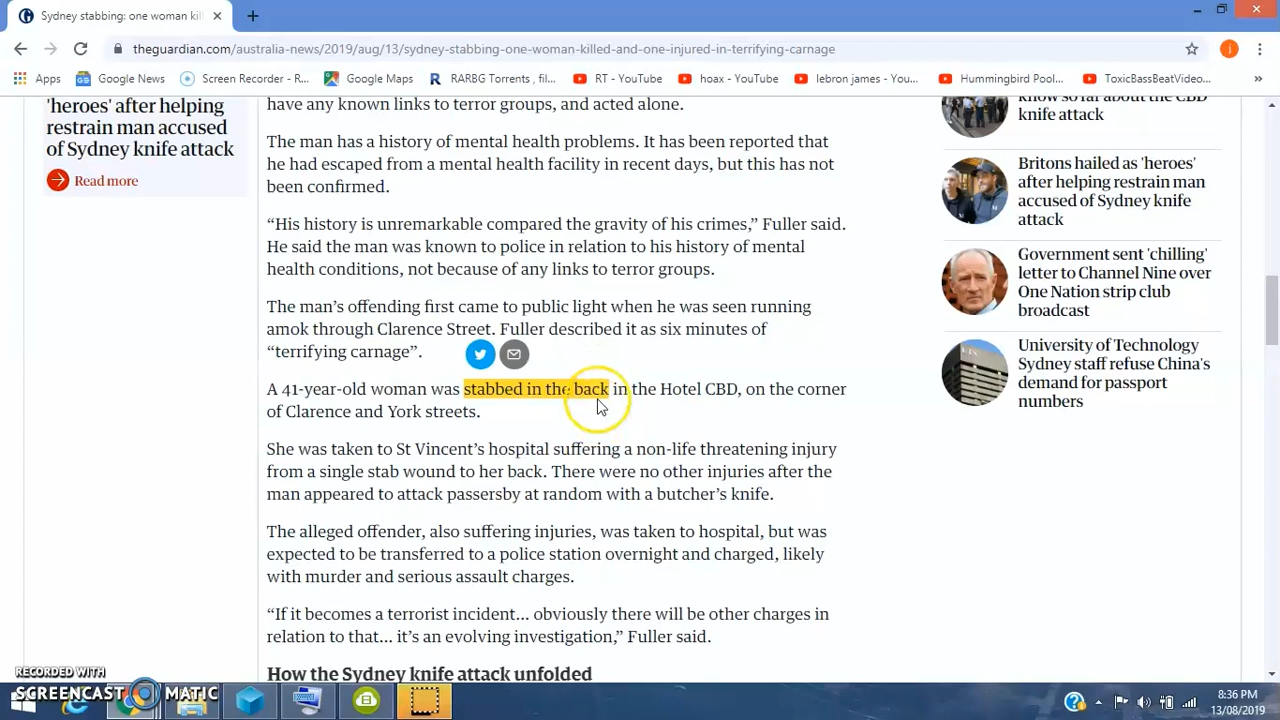 Sydney stabbing: one woman kil
theguardian.com/australia-news/2019/aug/13/sydney-stabbing-one-woman-killed-and-one-injured-in-terrifying-carnage
Apps
Google News
Screen Recorder - R...
Google Maps
RARBG Torrents , fil...
RT - YouTube
hoax - YouTube
lebron james - You...
Hummingbird Pool...
ToxicBassBeatVideo...
'heroes' after helping
restrain man accused
of Sydney knife attack
Read more
have any known links to terror groups, and acted alone.
The man has a history of mental health problems. It has been reported that
he had escaped from a mental health facility in recent days, but this has not
been confirmed.
“His history is unremarkable compared the gravity of his crimes,” Fuller said.
He said the man was known to police in relation to his history of mental
health conditions, not because of any links to terror groups.
The man’s offending first came to public light when he was seen running
amok through Clarence Street. Fuller described it as six minutes of
“terrifying carnage”.
A 41-year-old woman was stabbed in the back in the Hotel CBD, on the corner
of Clarence and York streets.
She was taken to St Vincent’s hospital suffering a non-life threatening injury
from a single stab wound to her back. There were no other injuries after the
man appeared to attack passersby at random with a butcher’s knife.
The alleged offender, also suffering injuries, was taken to hospital, but was
expected to be transferred to a police station overnight and charged, likely
with murder and serious assault charges.
“If it becomes a terrorist incident... obviously there will be other charges in
relation to that... it’s an evolving investigation,” Fuller said.
How the Sydney knife attack unfolded
know so far about the CBD
knife attack
Britons hailed as 'heroes'
after helping restrain man
accused of Sydney knife
attack
Government sent 'chilling'
letter to Channel Nine over
One Nation strip club
broadcast
University of Technology
Sydney staff refuse China's
demand for passport
numbers
RECORDED WITH
SCREENCAST MATIC
8:36 PM
13/08/2019